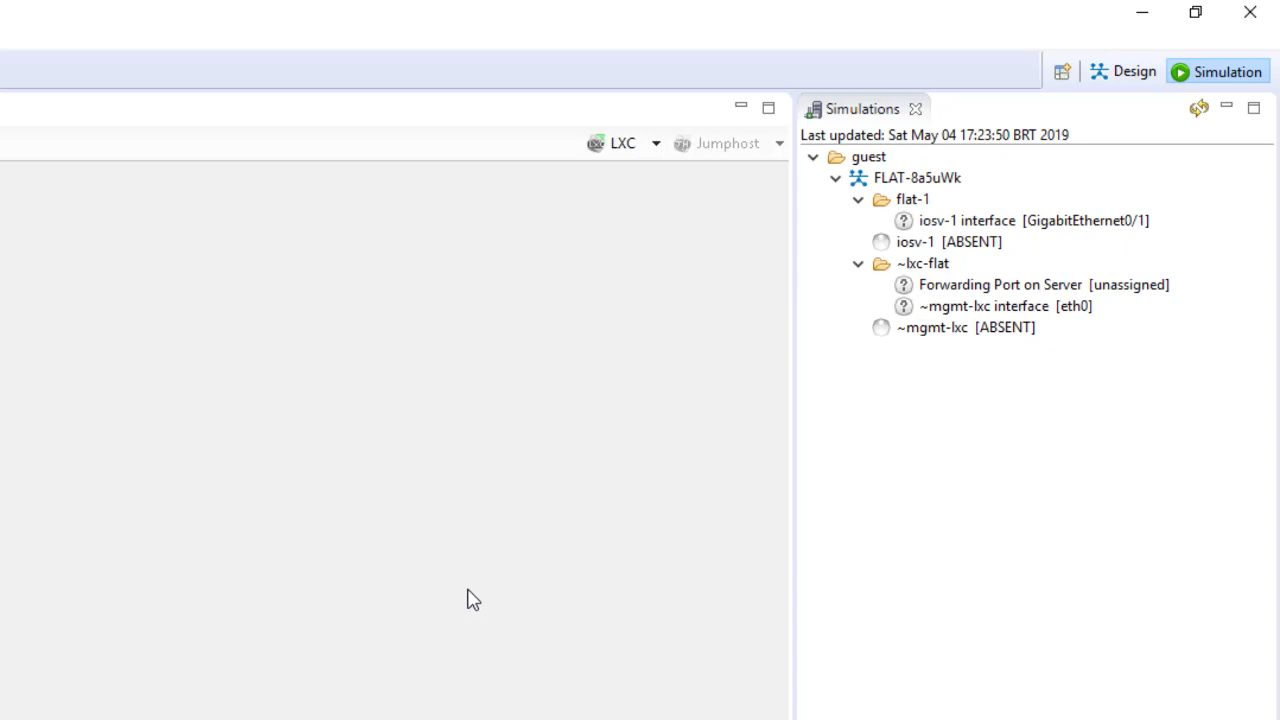 Design
Simulation
Simulations
LXC
Jumphost
Last updated: Sat May 04 17:23:50 BRT 2019
guest
FLAT-8a5uWk
flat-1
iosv-1 interface [GigabitEthernet0/1]
iosv-1 [ABSENT]
~lxc-flat
Forwarding Port on Server [unassigned]
~mgmt-lxc interface [eth0]
~mgmt-lxc [ABSENT]